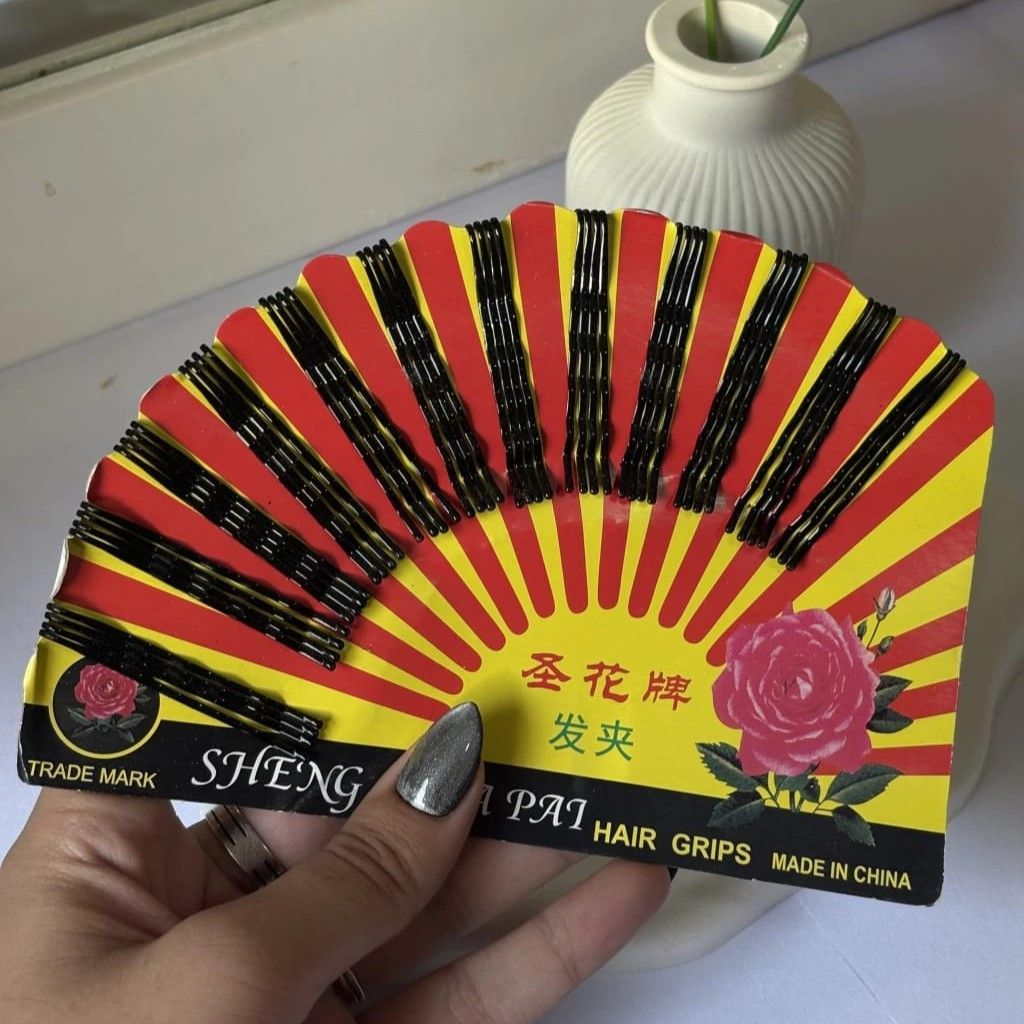 圣花牌
发夹
TRADE MARK
SHENG A PAI
HAIR GRIPS
MADE IN CHINA